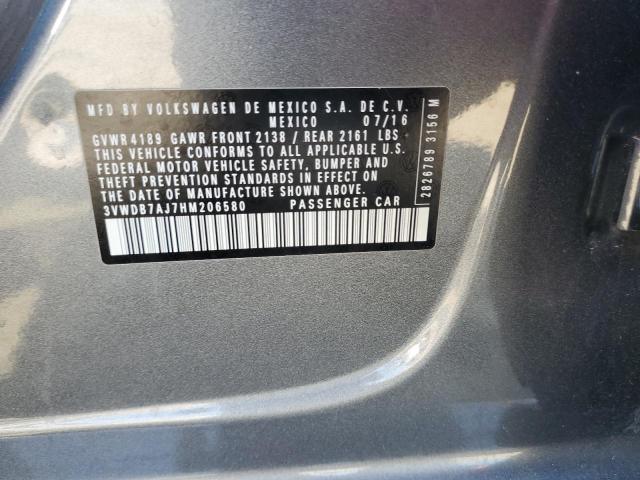 MFD BY VOLKSWAGEN DE MEXICO S.A. DE C.V.
MEXICO 07/16
GVWR 4189 GAWR FRONT 2138 / REAR 2161 LBS
THIS VEHICLE CONFORMS TO ALL APPLICABLE U.S.
FEDERAL MOTOR VEHICLE SAFETY, BUMPER AND
THEFT PREVENTION STANDARDS IN EFFECT ON
THE DATE OF MANUFACTURE SHOWN ABOVE.
3VWDB7AJ7HM206580 PASSENGER CAR
2826789 3156 M